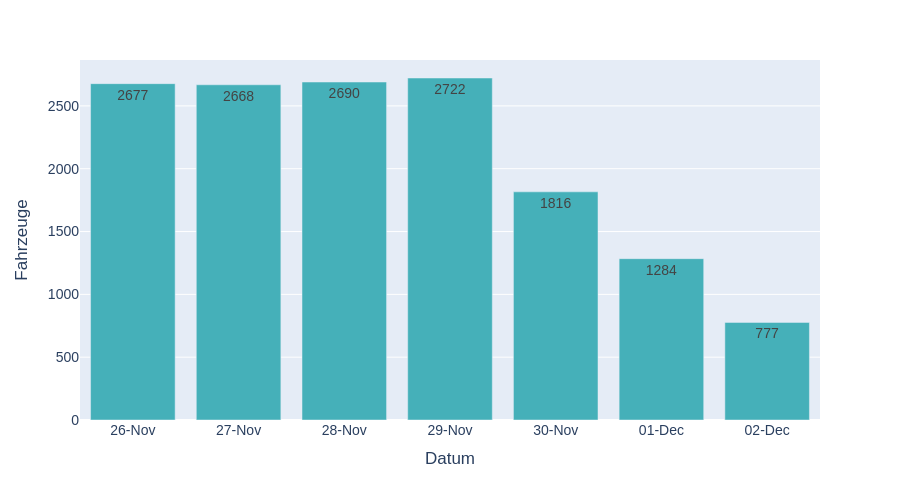 2677
2668
2690
2722
1816
1284
777
2500
2000
1500
1000
500
0
Fahrzeuge
26-Nov
27-Nov
28-Nov
29-Nov
30-Nov
01-Dec
02-Dec
Datum